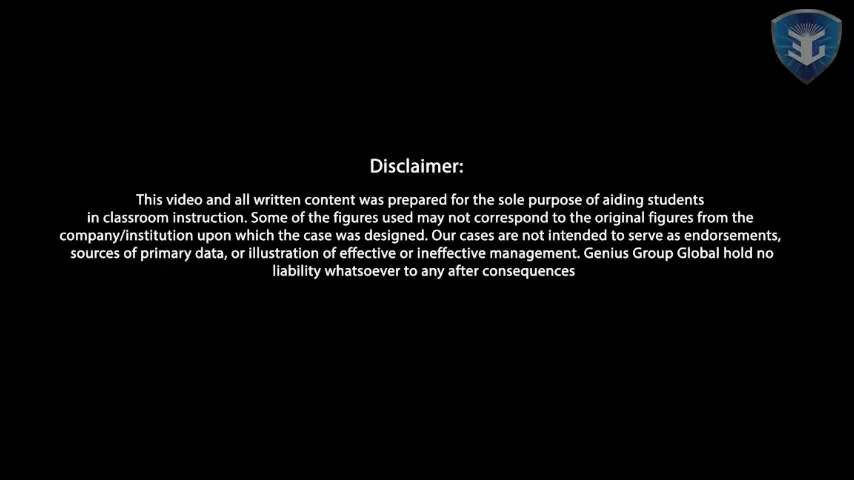 Disclaimer:
This video and all written content was prepared for the sole purpose of aiding students
in classroom instruction. Some of the figures used may not correspond to the original figures from the
company/institution upon which the case was designed. Our cases are not intended to serve as endorsements,
sources of primary data, or illustration of effective or ineffective management. Genius Group Global hold no
liability whatsoever to any after consequences